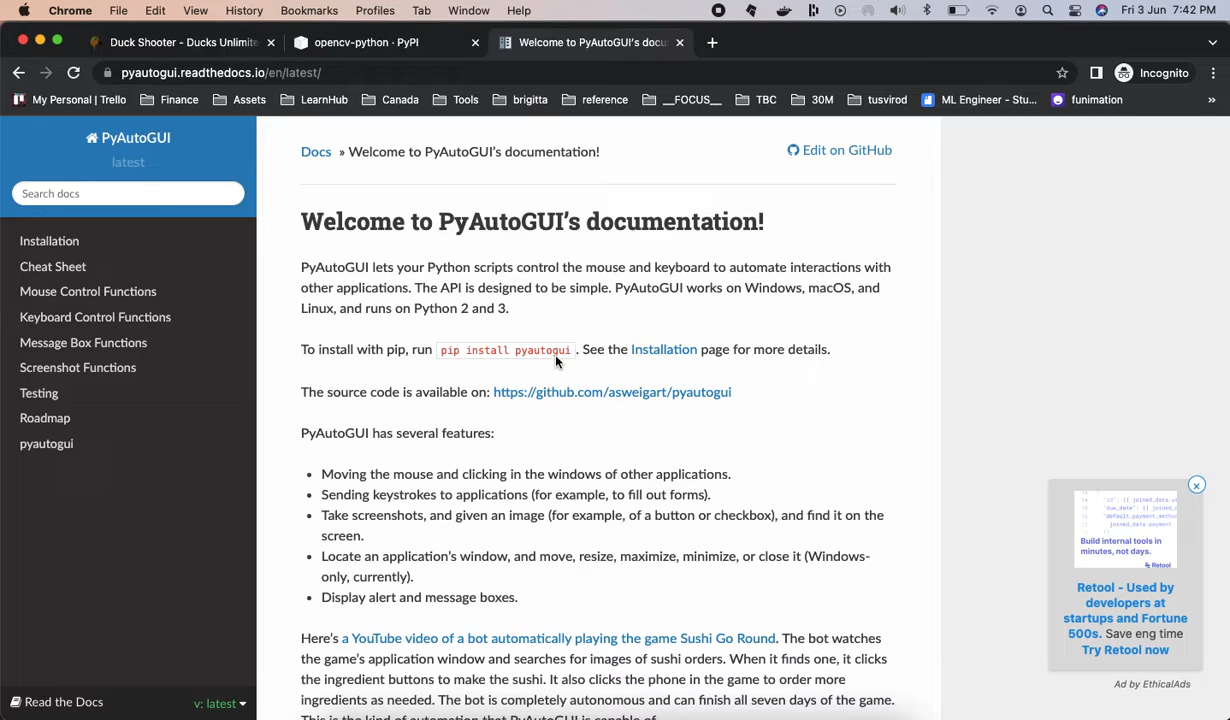 Chrome File Edit View History Bookmarks Profiles Tab Window Help Fri 3 Jun 7:42 PM
Duck Shooter - Ducks Unlimite opencv-python · PyPI Welcome to PyAutoGUI's docu
pyautogui.readthedocs.io/en/latest/ Incognito
My Personal | Trello Finance Assets LearnHub Canada Tools brigitta reference __FOCUS__ TBC 30M tusvirod ML Engineer - Stu... funimation »
PyAutoGUI
latest
Search docs
Installation
Cheat Sheet
Mouse Control Functions
Keyboard Control Functions
Message Box Functions
Screenshot Functions
Testing
Roadmap
pyautogui
Read the Docs v: latest
Docs » Welcome to PyAutoGUI's documentation! Edit on GitHub
Welcome to PyAutoGUI's documentation!
PyAutoGUI lets your Python scripts control the mouse and keyboard to automate interactions with
other applications. The API is designed to be simple. PyAutoGUI works on Windows, macOS, and
Linux, and runs on Python 2 and 3.
To install with pip, run pip install pyautogui. See the Installation page for more details.
The source code is available on: https://github.com/asweigart/pyautogui
PyAutoGUI has several features:
• Moving the mouse and clicking in the windows of other applications.
• Sending keystrokes to applications (for example, to fill out forms).
• Take screenshots, and given an image (for example, of a button or checkbox), and find it on the
screen.
• Locate an application's window, and move, resize, maximize, minimize, or close it (Windows-
only, currently).
• Display alert and message boxes.
Here's a YouTube video of a bot automatically playing the game Sushi Go Round. The bot watches
the game's application window and searches for images of sushi orders. When it finds one, it clicks
the ingredient buttons to make the sushi. It also clicks the phone in the game to order more
ingredients as needed. The bot is completely autonomous and can finish all seven days of the game.
This is the kind of automation that PyAutoGUI is capable of.
Build internal tools in
minutes, not days.
Retool
Retool - Used by
developers at
startups and Fortune
500s. Save eng time
Try Retool now
Ad by EthicalAds